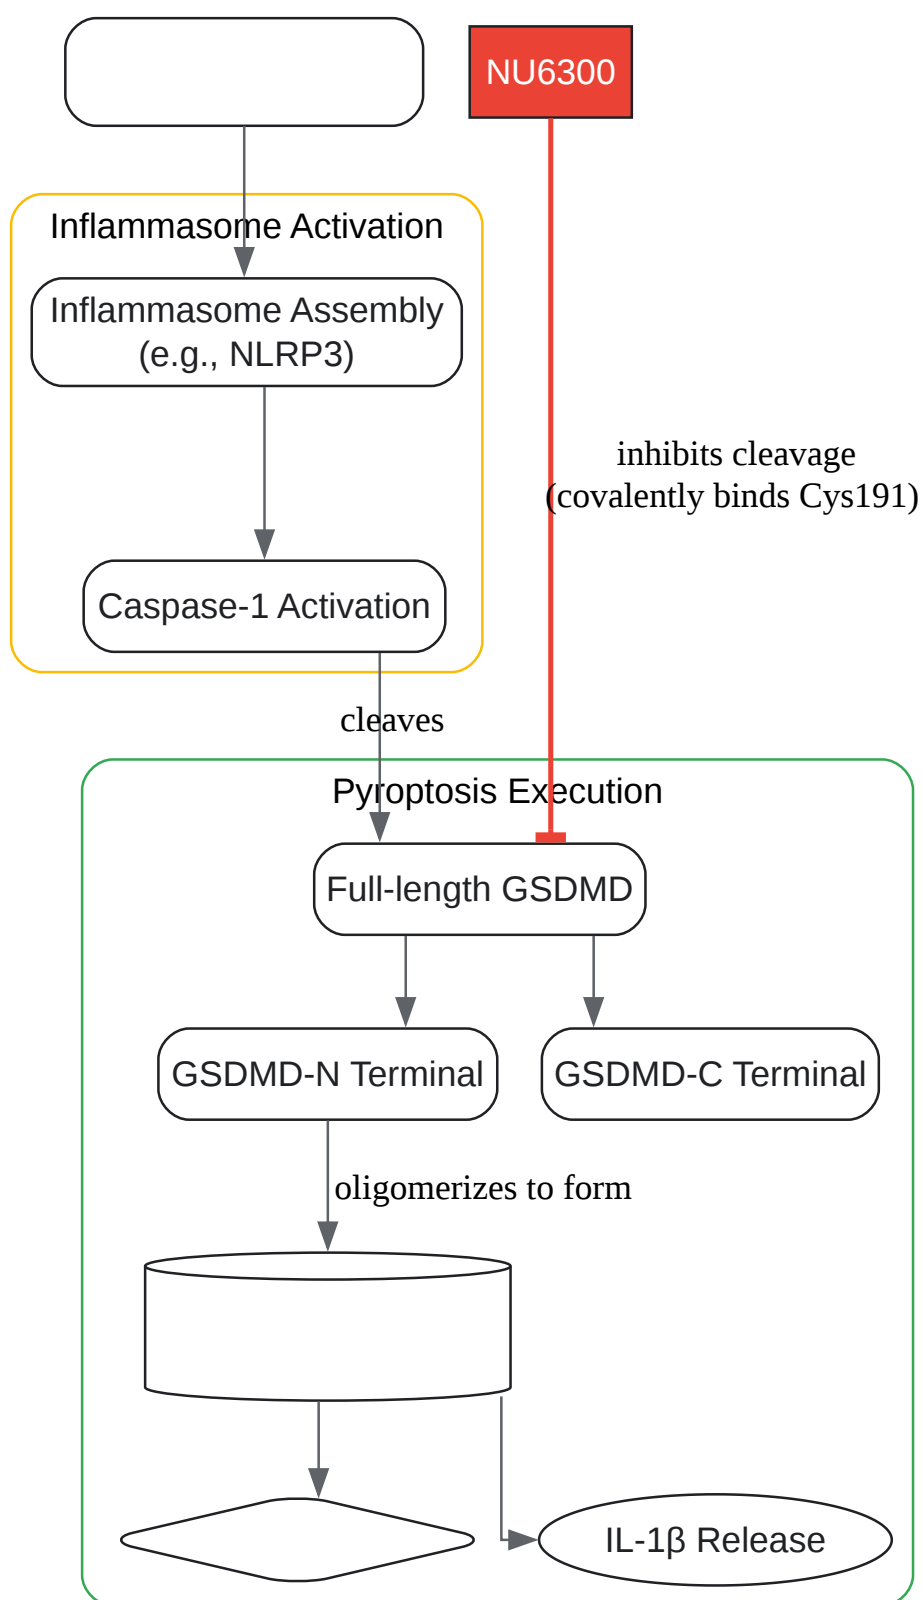 NU6300
Inflammasome Activation
Inflammasome Assembly
(e.g., NLRP3)
inhibits cleavage
(covalently binds Cys191)
Caspase-1 Activation
cleaves
Pyroptosis Execution
Full-length GSDMD
GSDMD-N Terminal
GSDMD-C Terminal
oligomerizes to form
IL-1β Release